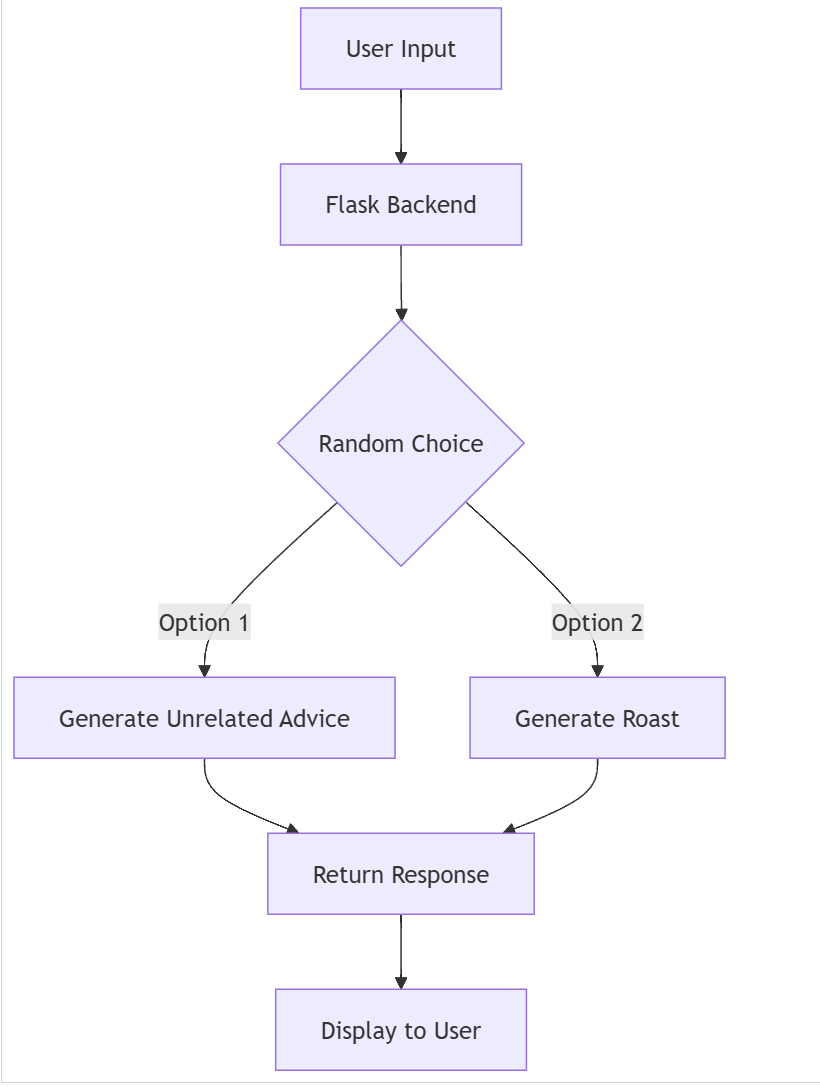 User Input
Flask Backend
Random Choice
Option 1
Option 2
Generate Unrelated Advice
Generate Roast
Return Response
Display to User